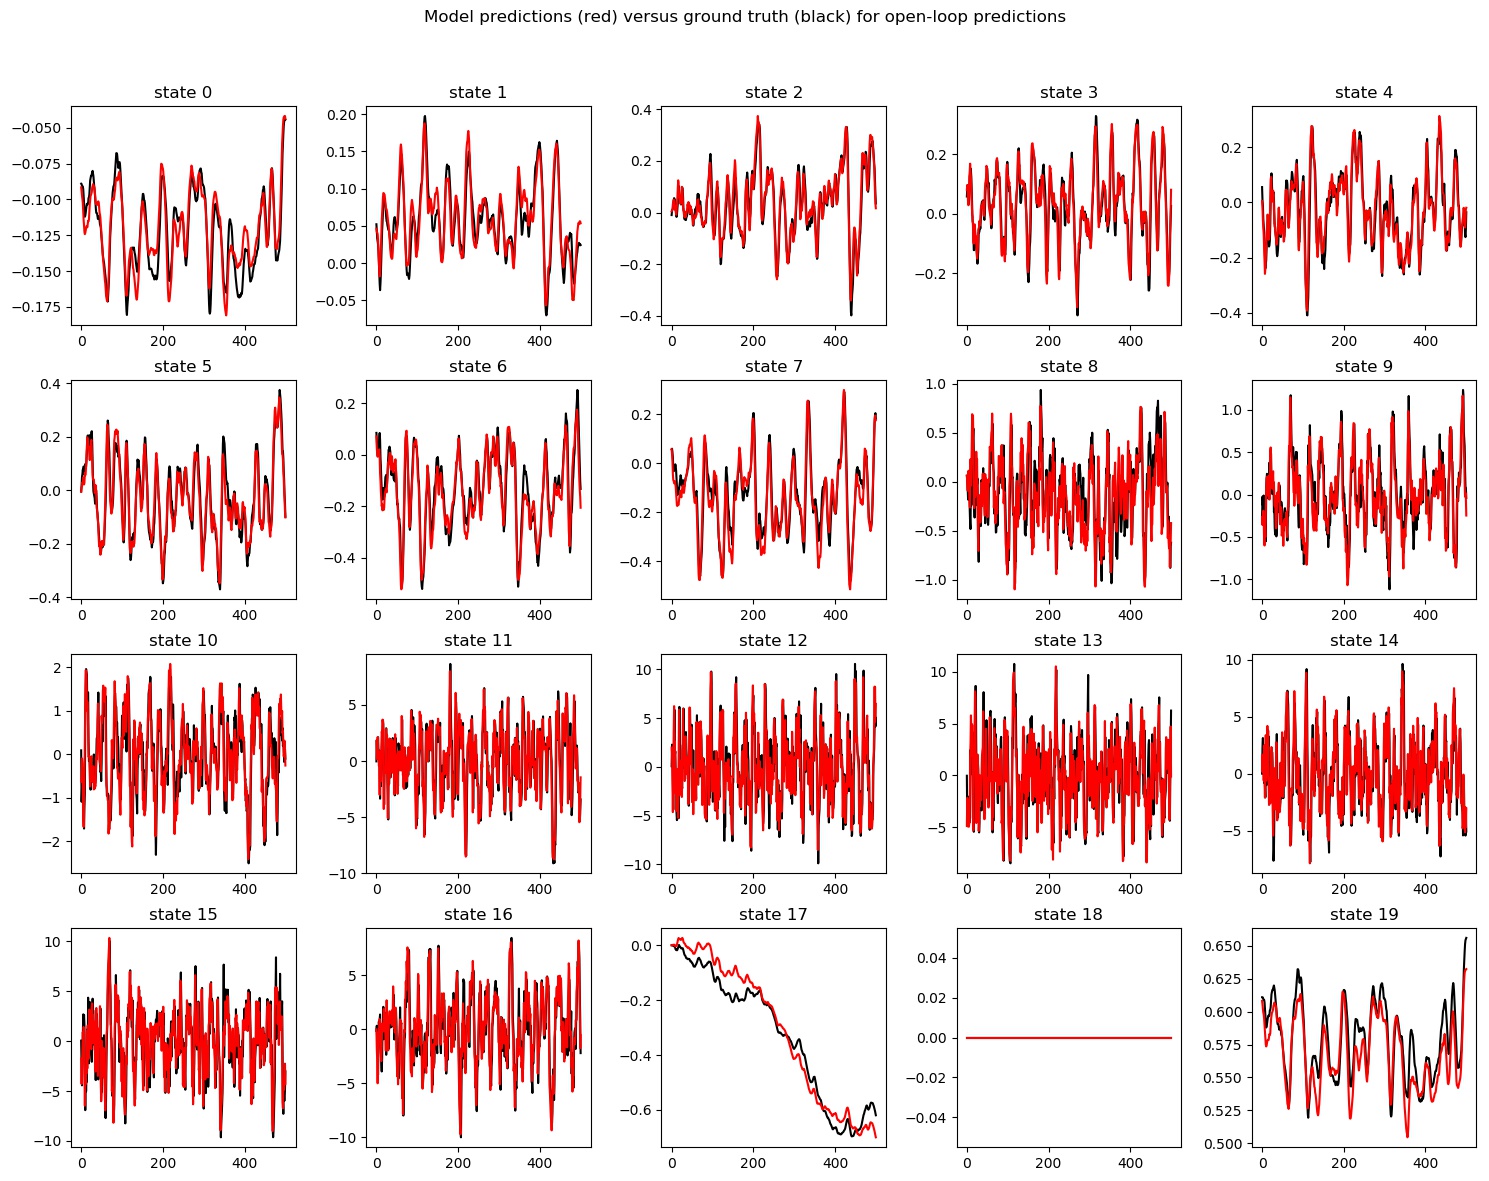 Model predictions (red) versus ground truth (black) for open-loop predictions
state 0 state 1 state 2 state 3 state 4
−0.050 −0.075 −0.100 −0.125 −0.150 −0.175
0.20 0.15 0.10 0.05 0.00 −0.05
0.4 0.2 0.0 −0.2 −0.4
0.2 0.0 −0.2
0.2 0.0 −0.2 −0.4
0 200 400 0 200 400 0 200 400 0 200 400 0 200 400
state 5 state 6 state 7 state 8 state 9
0.4 0.2 0.0 −0.2 −0.4
0.2 0.0 −0.2 −0.4
0.2 0.0 −0.2 −0.4
1.0 0.5 0.0 −0.5 −1.0
1.0 0.5 0.0 −0.5 −1.0
0 200 400 0 200 400 0 200 400 0 200 400 0 200 400
state 10 state 11 state 12 state 13 state 14
2 1 0 −1 −2
5 0 −5 −10
10 5 0 −5 −10
10 5 0 −5
10 5 0 −5
0 200 400 0 200 400 0 200 400 0 200 400 0 200 400
state 15 state 16 state 17 state 18 state 19
10 5 0 −5 −10
5 0 −5 −10
0.0 −0.2 −0.4 −0.6
0.04 0.02 0.00 −0.02 −0.04
0.650 0.625 0.600 0.575 0.550 0.525 0.500
0 200 400 0 200 400 0 200 400 0 200 400 0 200 400